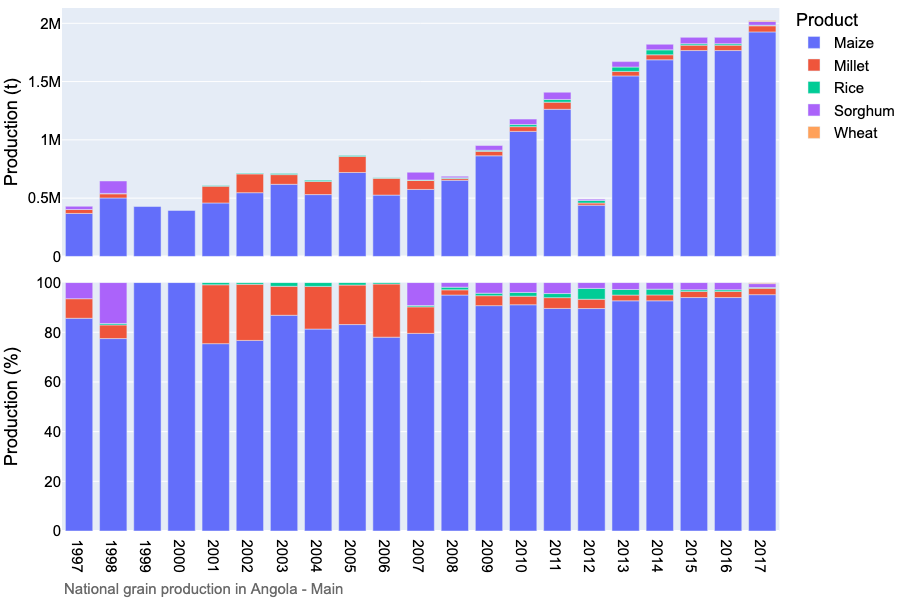 Production (t)
2M
1.5M
1M
0.5M
0
Product
Maize
Millet
Rice
Sorghum
Wheat
Production (%)
100
80
60
40
20
0
1997
1998
1999
2000
2001
2002
2003
2004
2005
2006
2007
2008
2009
2010
2011
2012
2013
2014
2015
2016
2017
National grain production in Angola - Main